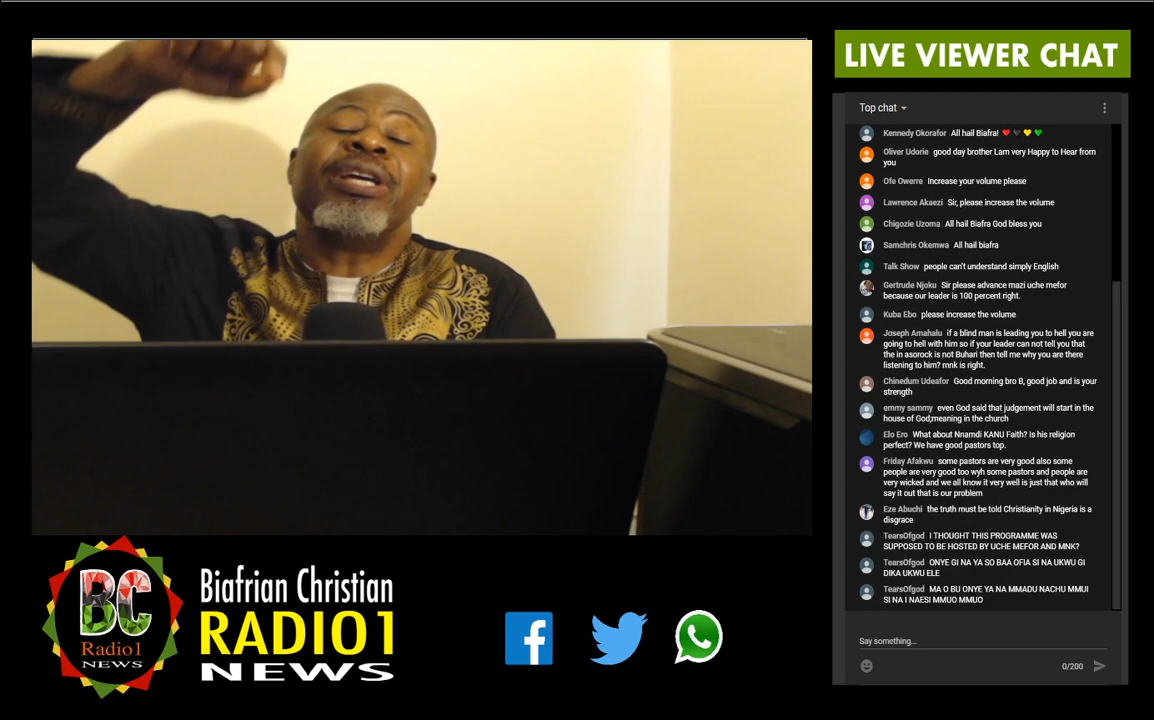 LIVE VIEWER CHAT
Top chat
Kennedy Okorafor All hail Biafra!
Oliver Udorie good day brother Lam very Happy to Hear from
you
Ofe Owerre Increase your volume please
Lawrence Akaezi Sir, please increase the volume
Chigozie Uzoma All hail Biafra God bless you
Samchris Okemwa All hail biafra
Talk Show people can't understand simply English
Gertrude Njoku Sir please advance mazi uche mefor
because our leader is 100 percent right.
Kuba Ebo please increase the volume
Joseph Amahalu if a blind man is leading you to hell you are
going to hell with him so if your leader can not tell you that
the in asorock is not Buhari then tell me why you are there
listening to him? mnk is right.
Chinedum Udeafor Good morning bro B, good job and is your
strength
emmy sammy even God said that judgement will start in the
house of God;meaning in the church
Elo Ero What about Nnamdi KANU Faith? Is his religion
perfect? We have good pastors top.
Friday Afakwu some pastors are very good also some
people are very good too wyh some pastors and people are
very wicked and we all know it very well is just that who will
say it out that is our problem
Eze Abuchi the truth must be told Christianity in Nigeria is a
disgrace
TearsOfgod I THOUGHT THIS PROGRAMME WAS
SUPPOSED TO BE HOSTED BY UCHE MEFOR AND MNK?
TearsOfgod ONYE GI NA YA SO BAA OFIA SI NA UKWU GI
DIKA UKWU ELE
TearsOfgod MA O BU ONYE YA NA MMADU NACHU MMUI
SI NA I NAESI MMUO MMUO
Say something...
0/200
BC
Radio1
NEWS
Biafrian Christian
RADIO1
NEWS